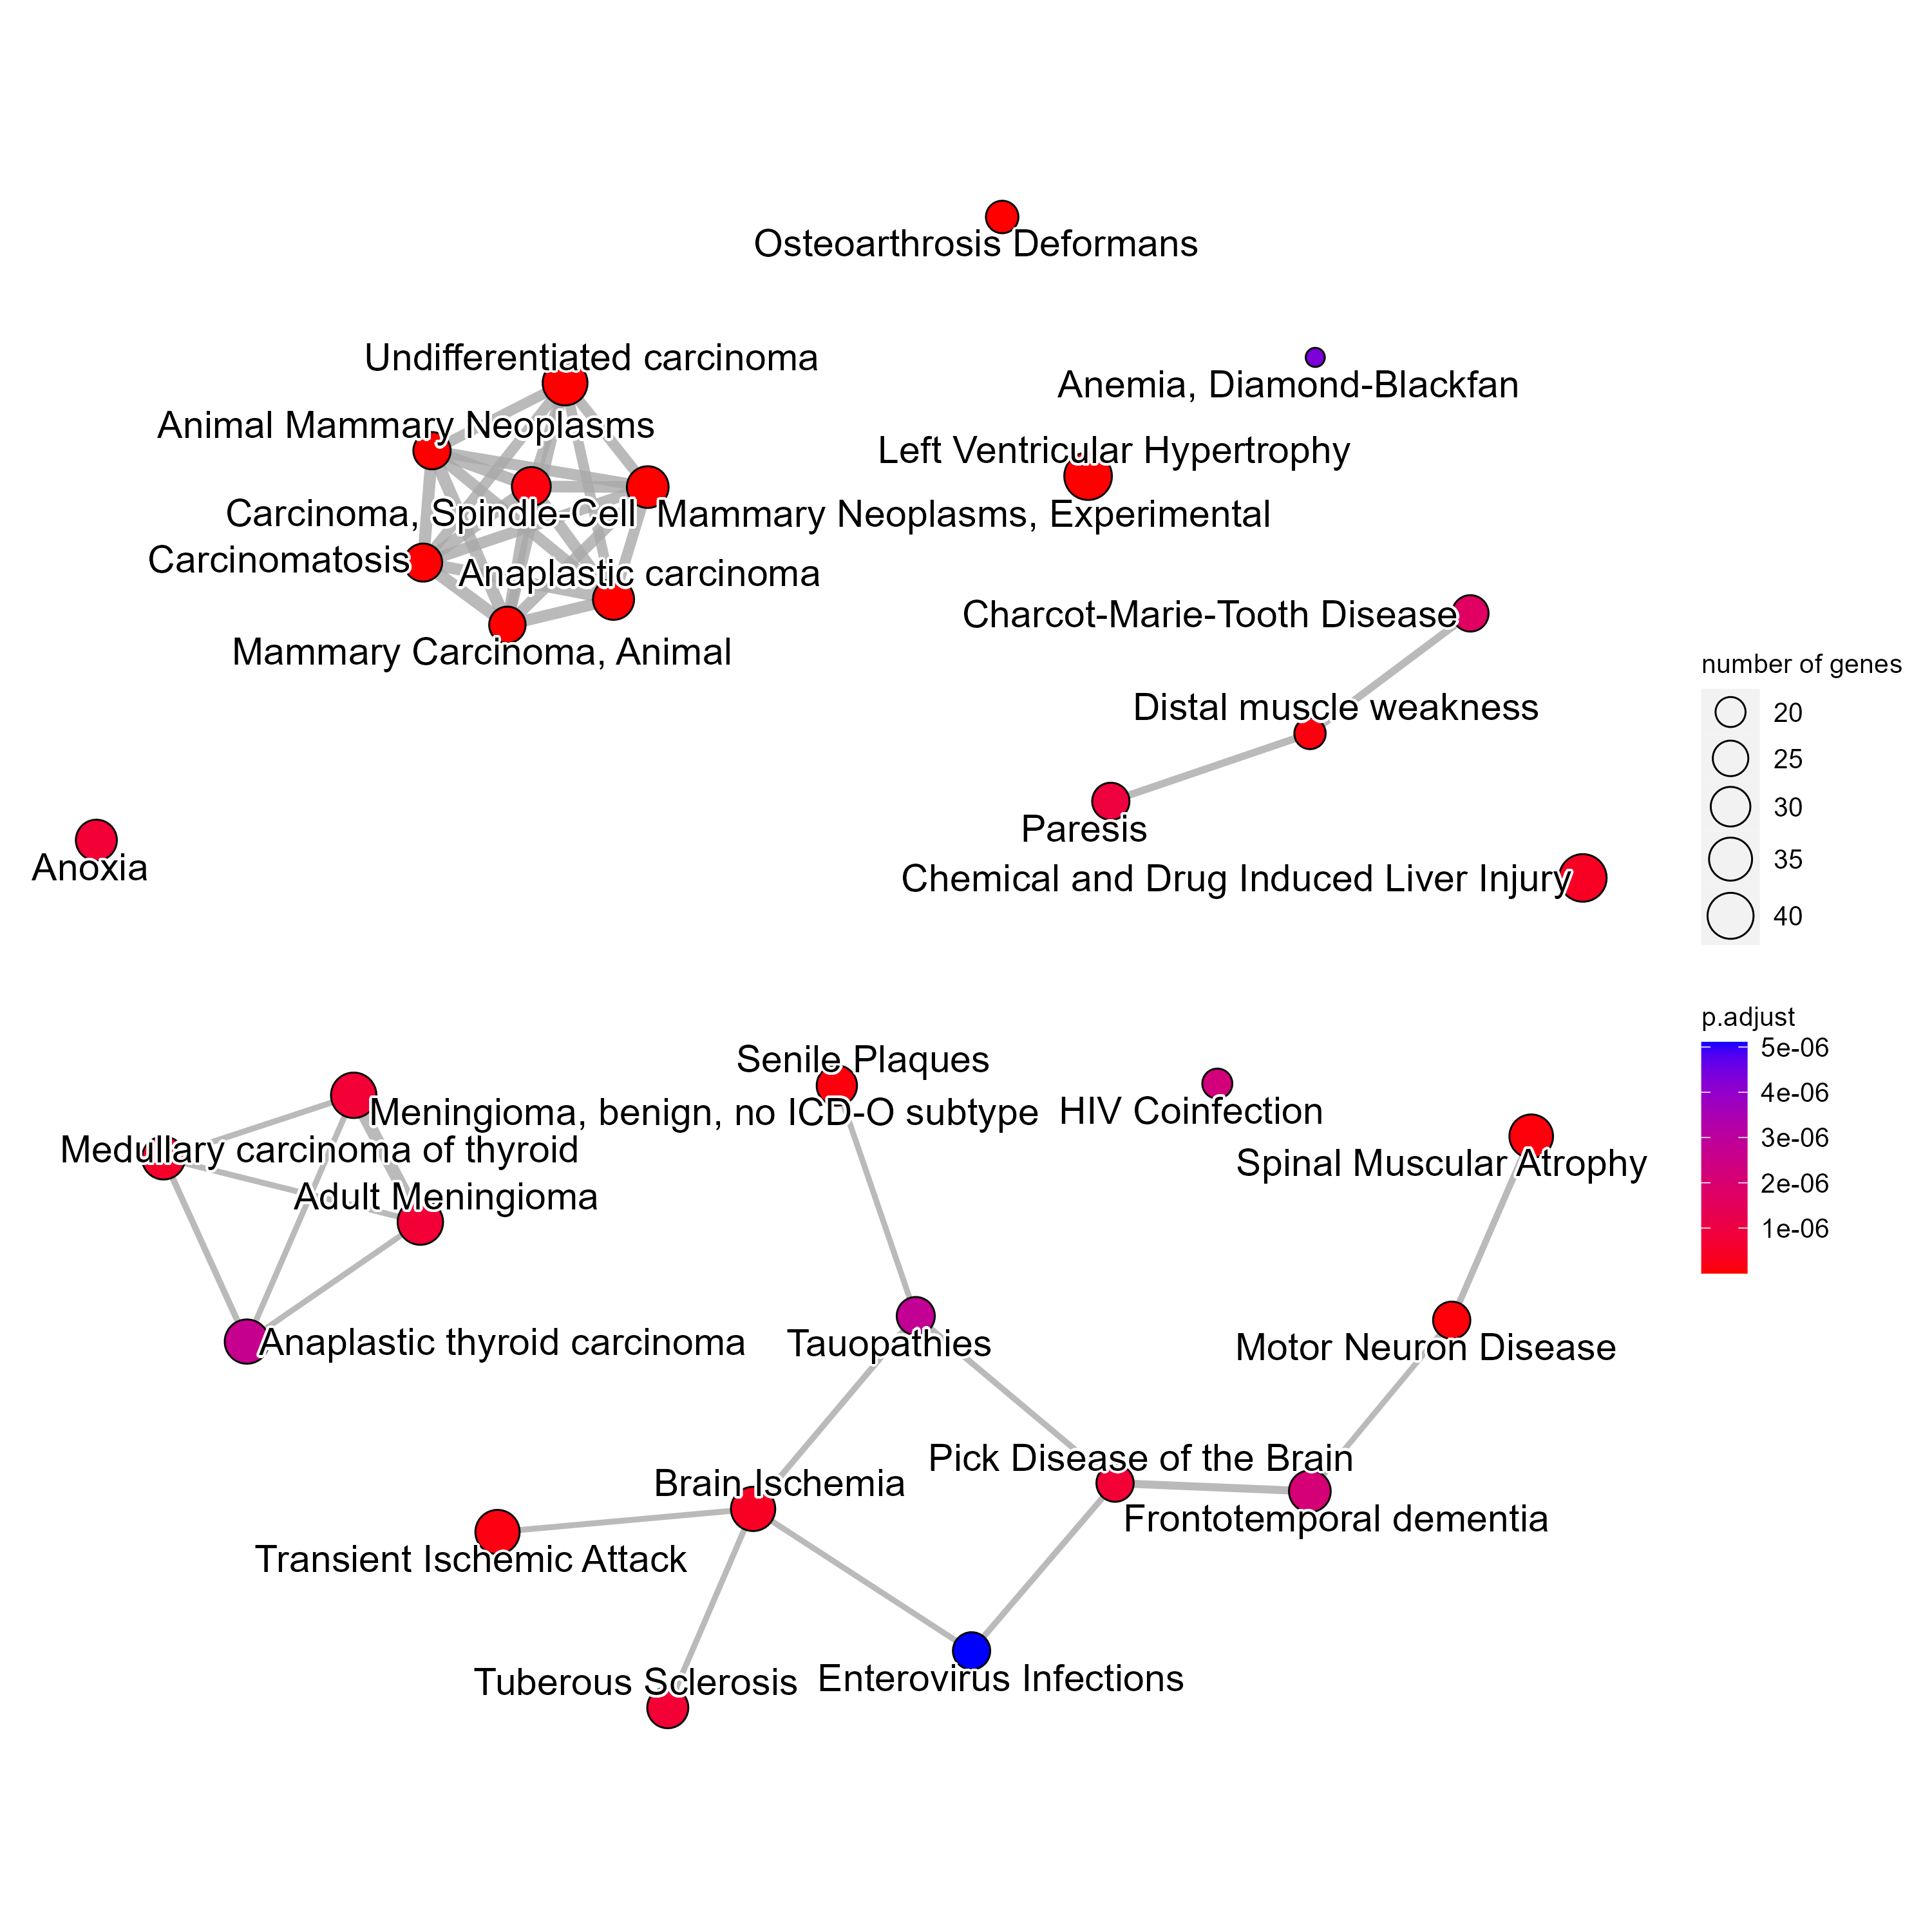 Osteoarthrosis Deformans
Undifferentiated carcinoma
Anemia, Diamond-Blackfan
Animal Mammary Neoplasms
Left Ventricular Hypertrophy
Carcinoma, Spindle-Cell
Mammary Neoplasms, Experimental
Carcinomatosis
Anaplastic carcinoma
Charcot-Marie-Tooth Disease
Mammary Carcinoma, Animal
number of genes
20
25
30
35
40
Distal muscle weakness
Paresis
Anoxia
Chemical and Drug Induced Liver Injury
p.adjust
5e-06
4e-06
3e-06
2e-06
1e-06
Senile Plaques
Meningioma, benign, no ICD-O subtype
HIV Coinfection
Medullary carcinoma of thyroid
Spinal Muscular Atrophy
Adult Meningioma
Anaplastic thyroid carcinoma
Tauopathies
Motor Neuron Disease
Pick Disease of the Brain
Brain Ischemia
Frontotemporal dementia
Transient Ischemic Attack
Tuberous Sclerosis
Enterovirus Infections